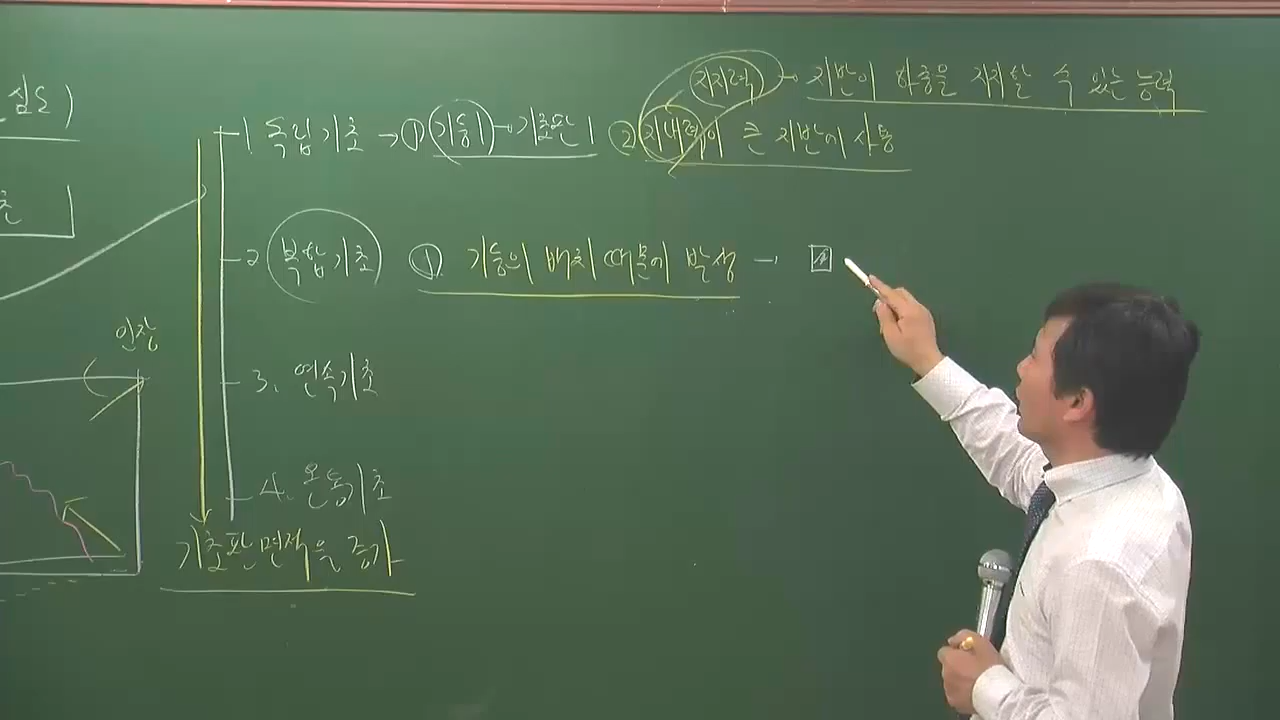 심도)
지지력 → 지반이 하중을 지지할 수 있는 능력
1 독립기초 → ① 기둥1 → 기초판1 ② 지내력이 큰 지반에 사용
초
2 복합기초 ① 기둥의 배치 때문에 발생 →
인장
3. 연속기초
4. 온통기초
기초판 면적을 증가